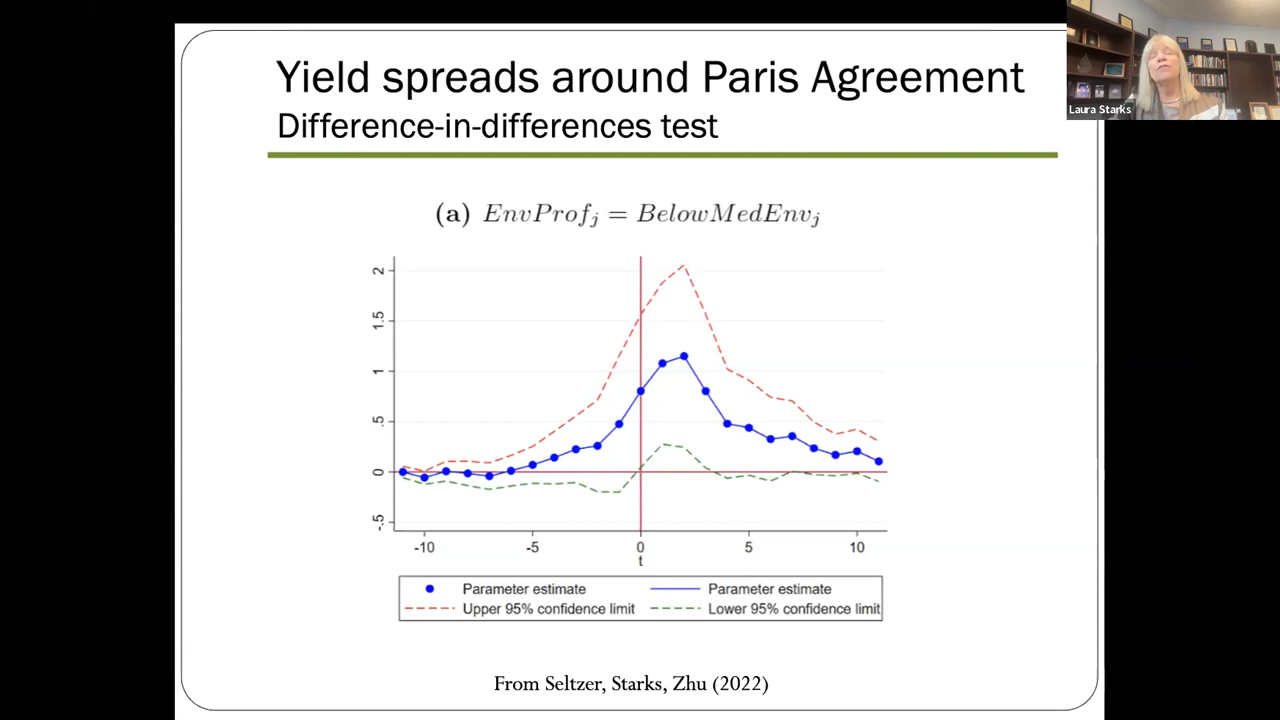 Yield spreads around Paris Agreement
Difference-in-differences test
Laura Starks
(a) EnvProf_j = BelowMedEnv_j
2
1.5
1
.5
0
-.5
-10 -5 0 5 10
t
Parameter estimate Parameter estimate
Upper 95% confidence limit Lower 95% confidence limit
From Seltzer, Starks, Zhu (2022)